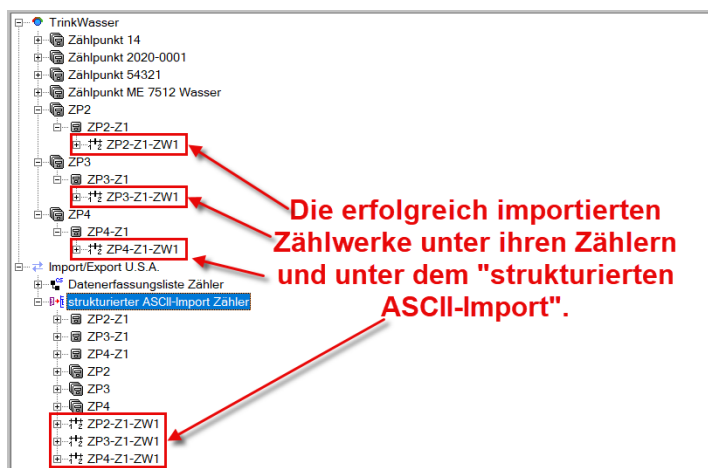 TrinkWasser
Zählpunkt 14
Zählpunkt 2020-0001
Zählpunkt 54321
Zählpunkt ME 7512 Wasser
ZP2
ZP2-Z1
ZP2-Z1-ZW1
ZP3
ZP3-Z1
ZP3-Z1-ZW1
ZP4
ZP4-Z1
ZP4-Z1-ZW1
Import/Export U.S.A.
Datenerfassungsliste Zähler
strukturierter ASCII-Import Zähler
ZP2-Z1
ZP3-Z1
ZP4-Z1
ZP2
ZP3
ZP4
ZP2-Z1-ZW1
ZP3-Z1-ZW1
ZP4-Z1-ZW1
Die erfolgreich importierten
Zählwerke unter ihren Zählern
und unter dem "strukturierten
ASCII-Import".